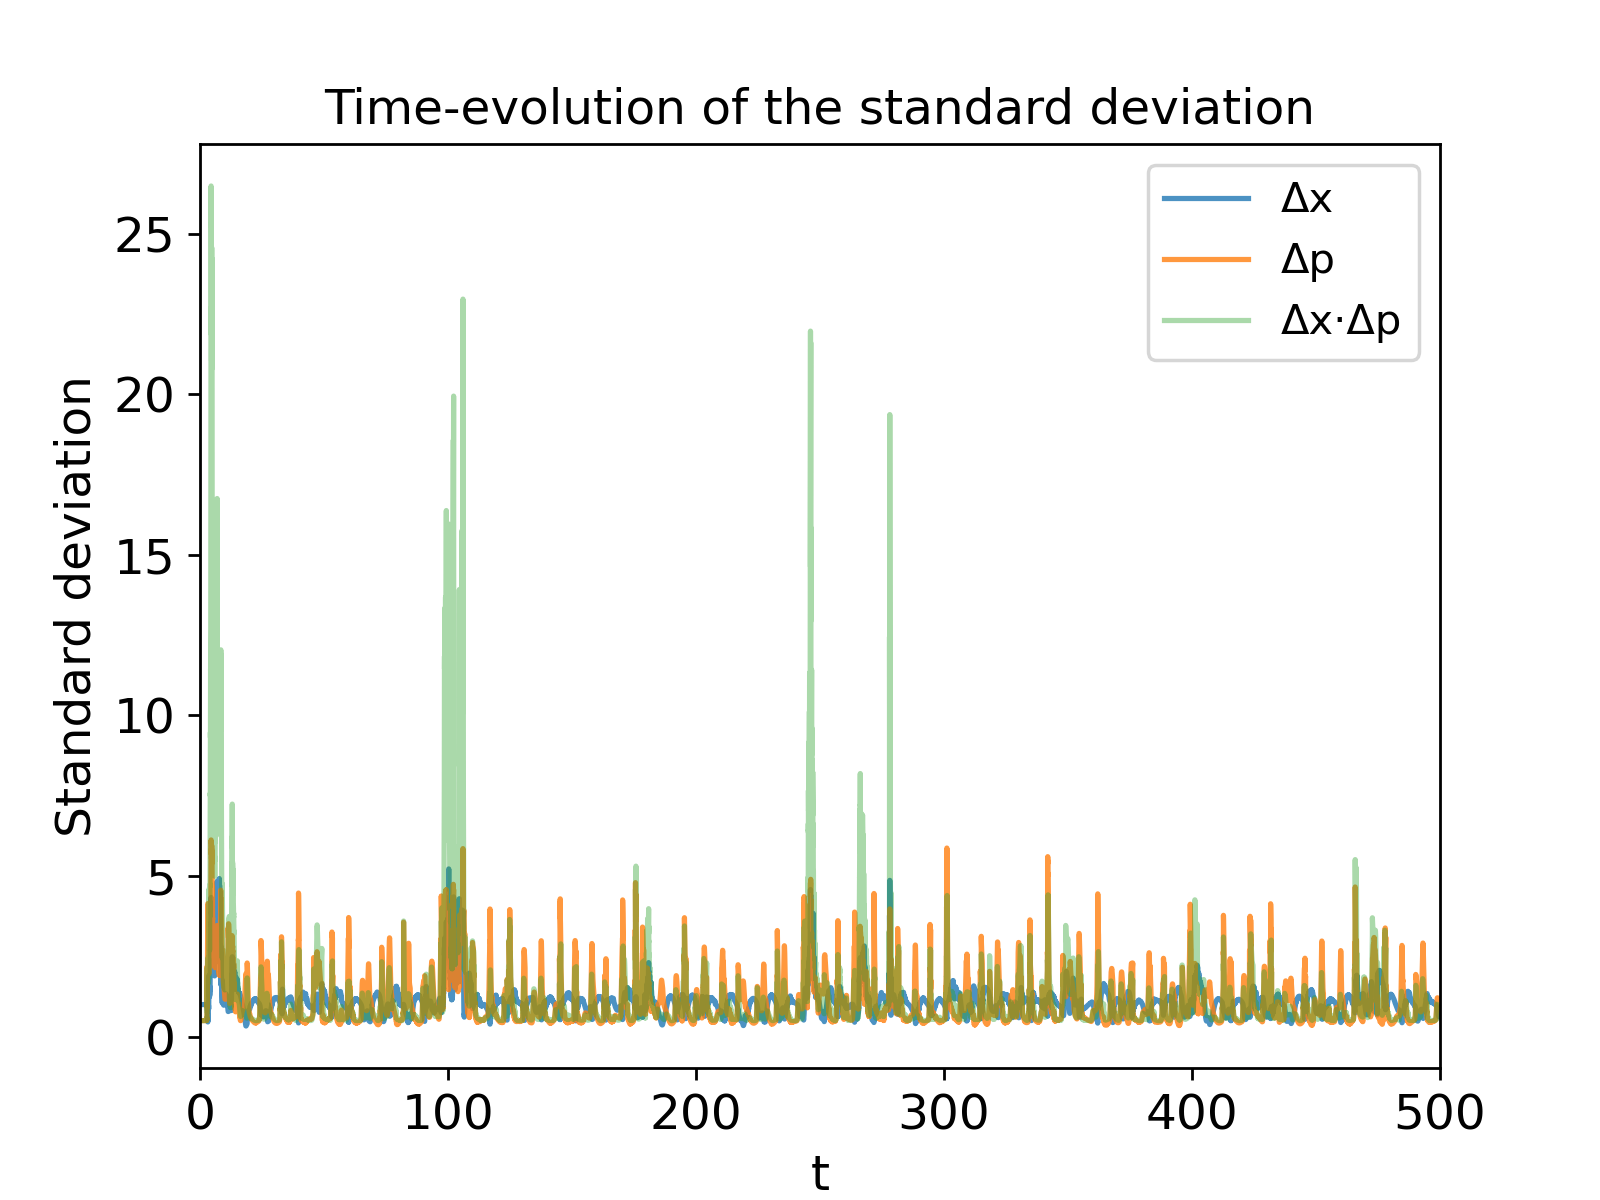 Time-evolution of the standard deviation
Δx
Δp
Δx·Δp
Standard deviation
25
20
15
10
5
0
0 100 200 300 400 500
t